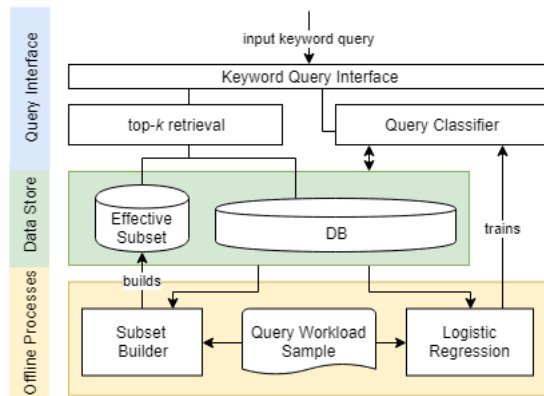 input keyword query
Query Interface
Keyword Query Interface
top-k retrieval
Query Classifier
Data Store
Effective
Subset
DB
trains
builds
Offline Processes
Subset
Builder
Query Workload
Sample
Logistic
Regression